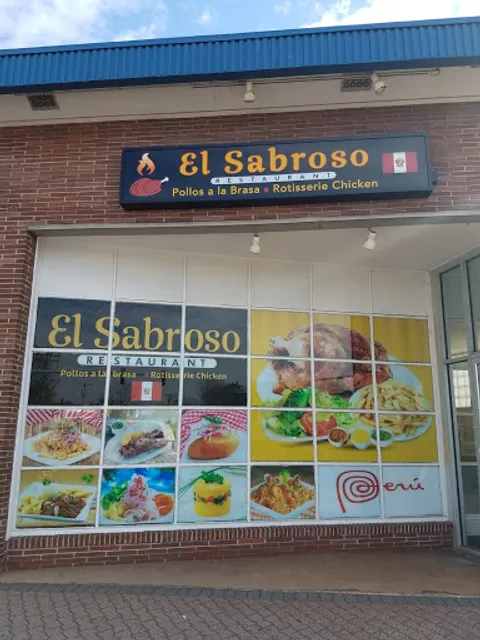 El Sabroso
RESTAURANT
Pollos a la Brasa • Rotisserie Chicken
El Sabroso
RESTAURANT
Pollos a la brasa • Rotisserie Chicken
Perú